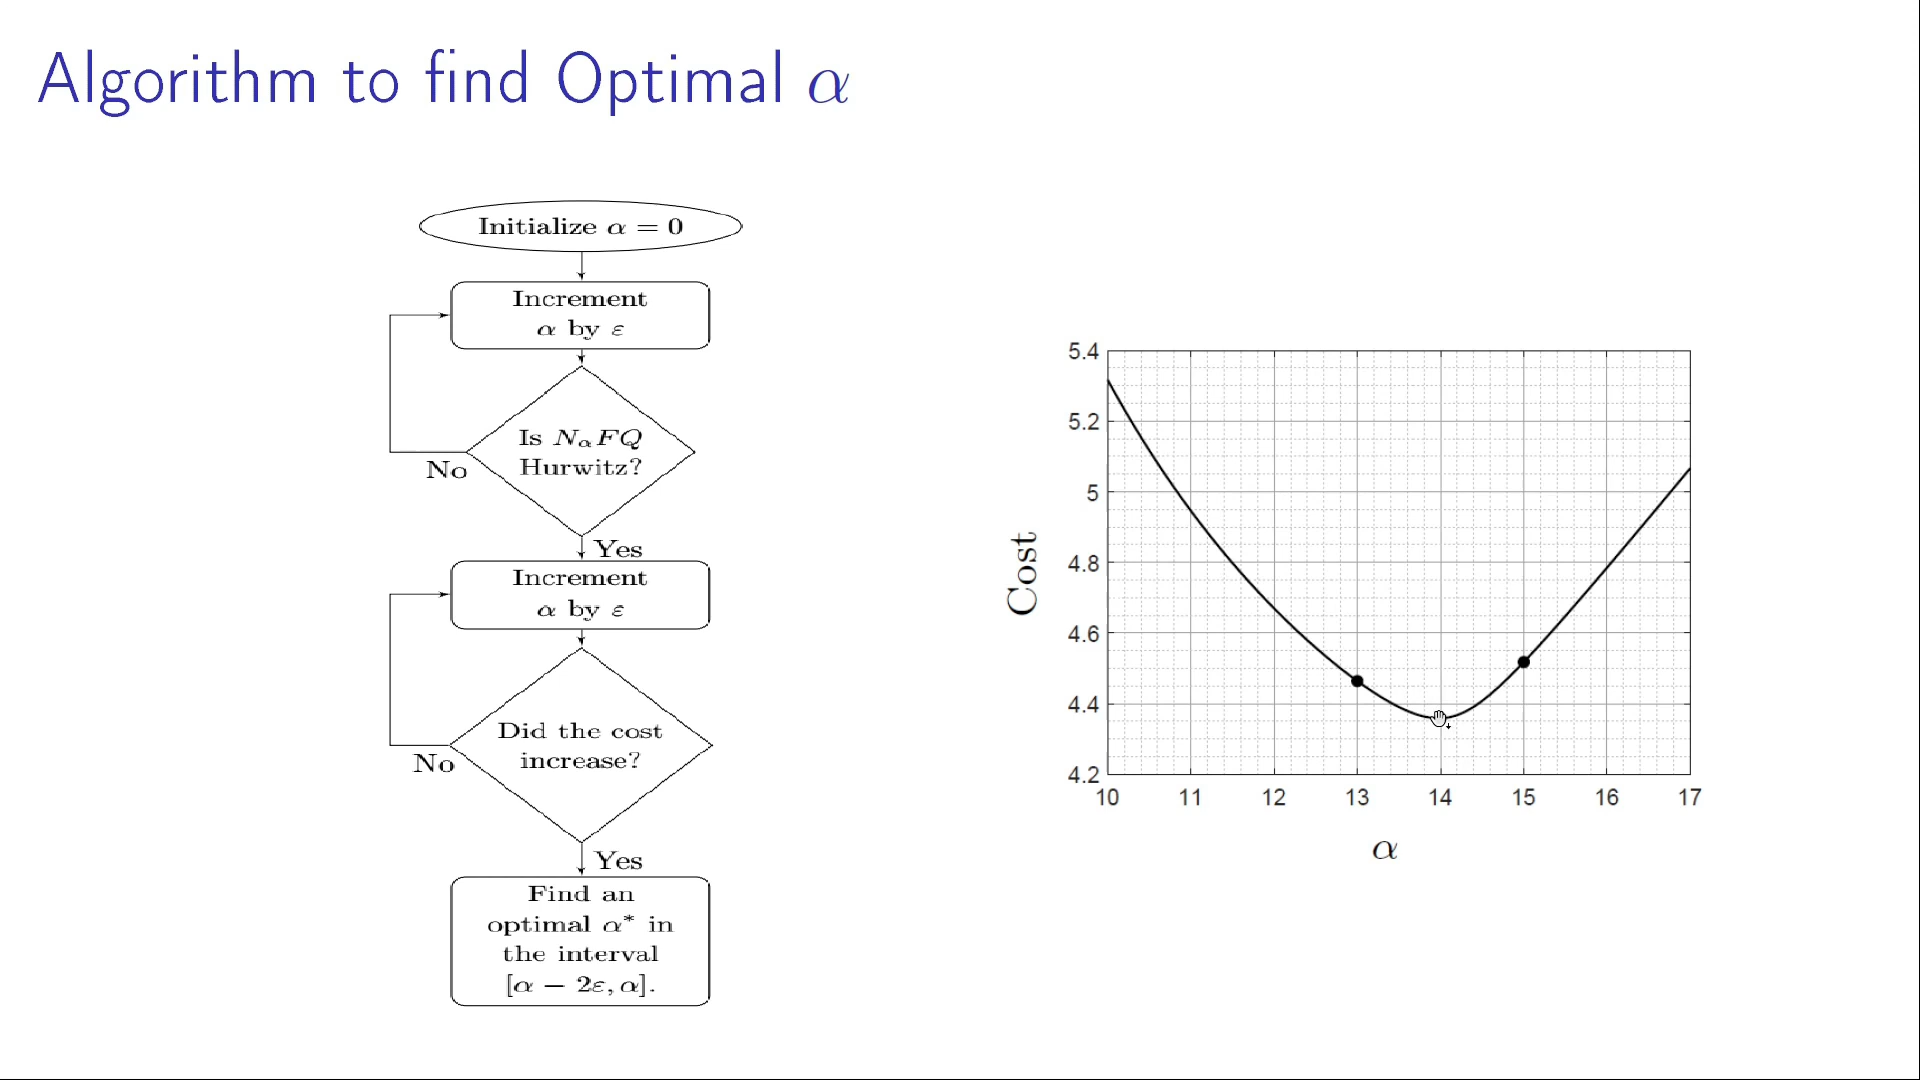 Algorithm to find Optimal α
Initialize α = 0
Increment
α by ε
Is NαFQ
Hurwitz?
No
Yes
Increment
α by ε
Did the cost
increase?
No
Yes
Find an
optimal α* in
the interval
[α − 2ε, α].
5.4
5.2
5
4.8
4.6
4.4
4.2
Cost
10 11 12 13 14 15 16 17
α